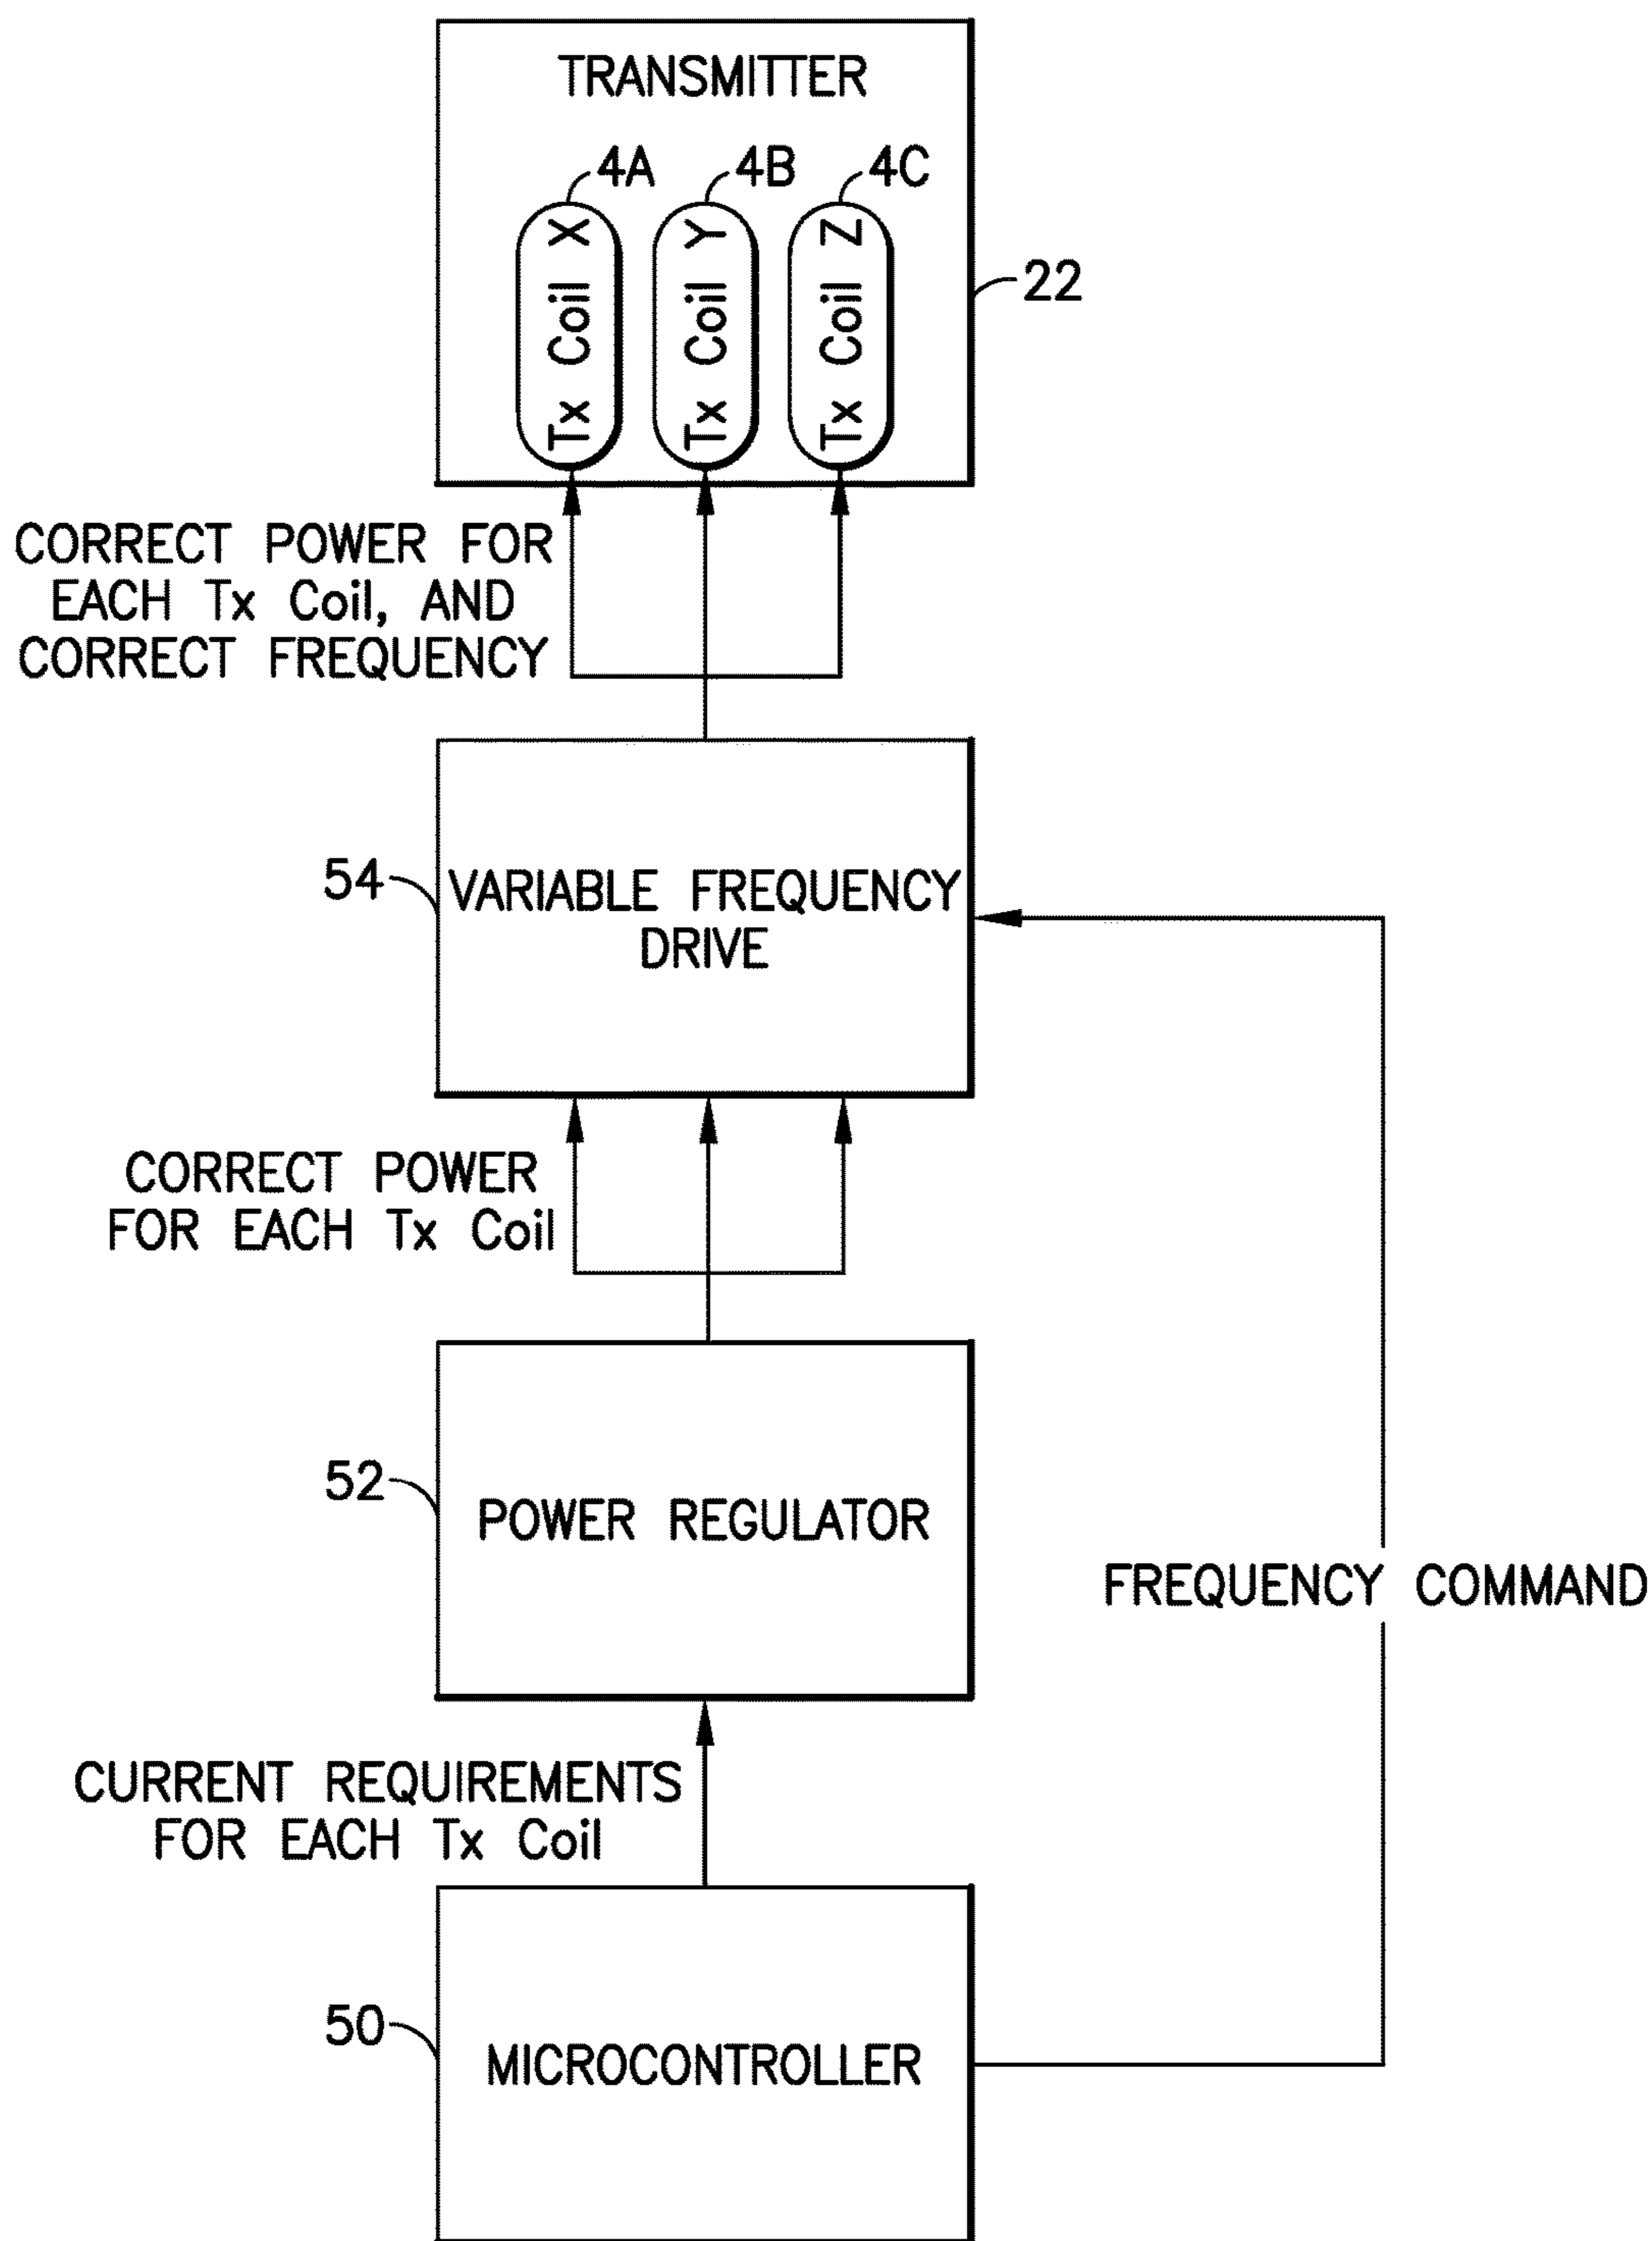 TRANSMITTER
4A
4B
4C
Tx Coil X
Tx Coil Y
Tx Coil Z
22
CORRECT POWER FOR
EACH Tx Coil, AND
CORRECT FREQUENCY
54
VARIABLE FREQUENCY
DRIVE
CORRECT POWER
FOR EACH Tx Coil
52
POWER REGULATOR
FREQUENCY COMMAND
CURRENT REQUIREMENTS
FOR EACH Tx Coil
50
MICROCONTROLLER